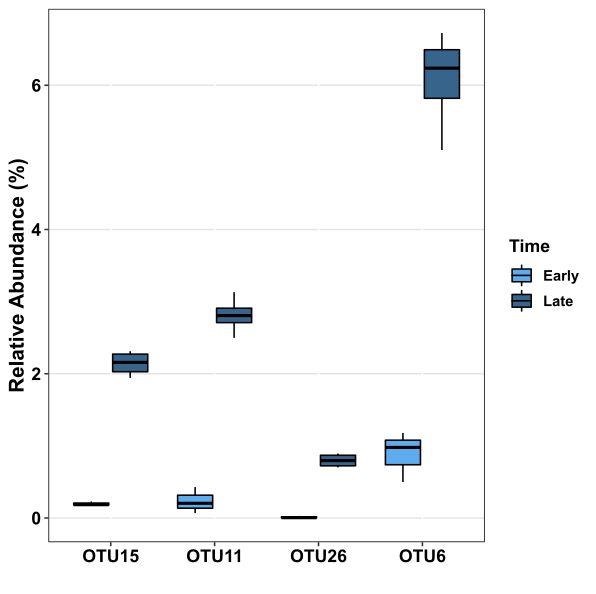 Relative Abundance (%)
6
4
2
0
OTU15 OTU11 OTU26 OTU6
Time
Early
Late